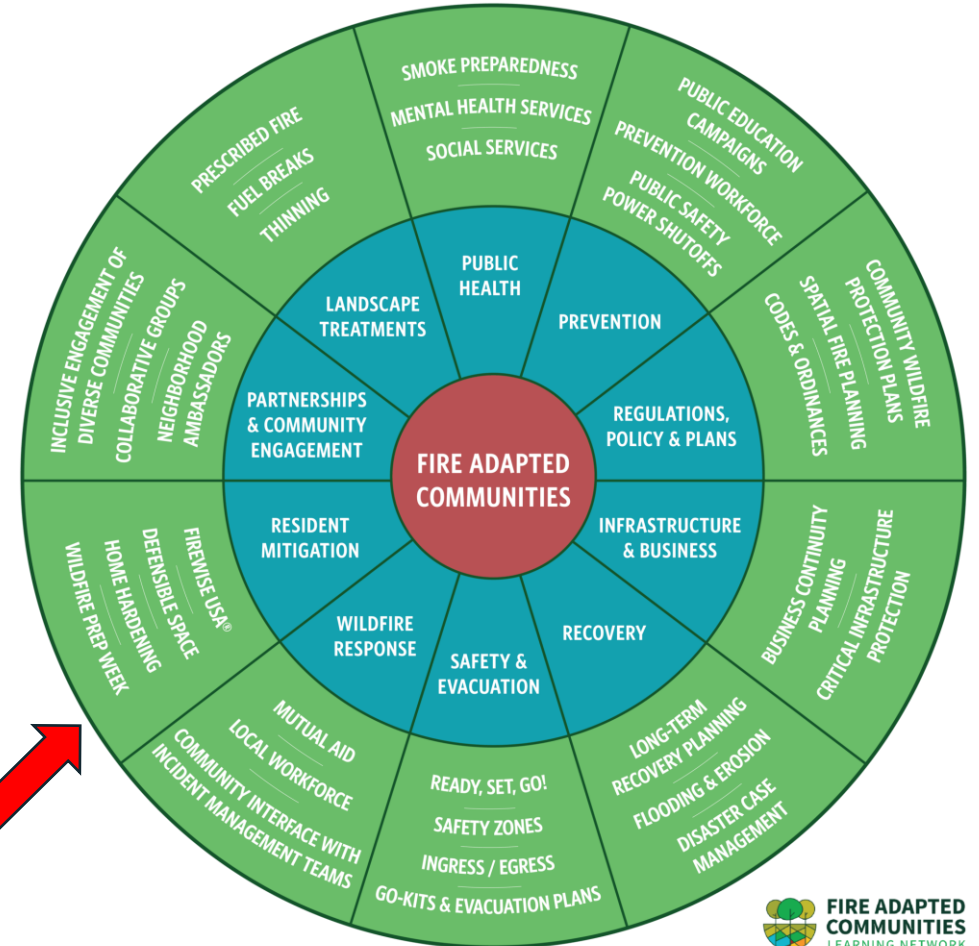 FIRE ADAPTED
COMMUNITIES
PUBLIC
HEALTH
SMOKE PREPAREDNESS
MENTAL HEALTH SERVICES
SOCIAL SERVICES
PREVENTION
PUBLIC EDUCATION
CAMPAIGNS
PREVENTION WORKFORCE
PUBLIC SAFETY
POWER SHUTOFFS
REGULATIONS,
POLICY & PLANS
COMMUNITY WILDFIRE
PROTECTION PLANS
SPATIAL FIRE PLANNING
CODES & ORDINANCES
INFRASTRUCTURE
& BUSINESS
BUSINESS CONTINUITY
PLANNING
CRITICAL INFRASTRUCTURE
PROTECTION
RECOVERY
LONG-TERM
RECOVERY PLANNING
FLOODING & EROSION
DISASTER CASE
MANAGEMENT
SAFETY &
EVACUATION
READY, SET, GO!
SAFETY ZONES
INGRESS / EGRESS
GO-KITS & EVACUATION PLANS
WILDFIRE
RESPONSE
MUTUAL AID
LOCAL WORKFORCE
COMMUNITY INTERFACE WITH
INCIDENT MANAGEMENT TEAMS
RESIDENT
MITIGATION
FIREWISE USA®
DEFENSIBLE SPACE
HOME HARDENING
WILDFIRE PREP WEEK
PARTNERSHIPS
& COMMUNITY
ENGAGEMENT
INCLUSIVE ENGAGEMENT OF
DIVERSE COMMUNITIES
COLLABORATIVE GROUPS
NEIGHBORHOOD
AMBASSADORS
LANDSCAPE
TREATMENTS
PRESCRIBED FIRE
FUEL BREAKS
THINNING
FIRE ADAPTED
COMMUNITIES
LEARNING NETWORK